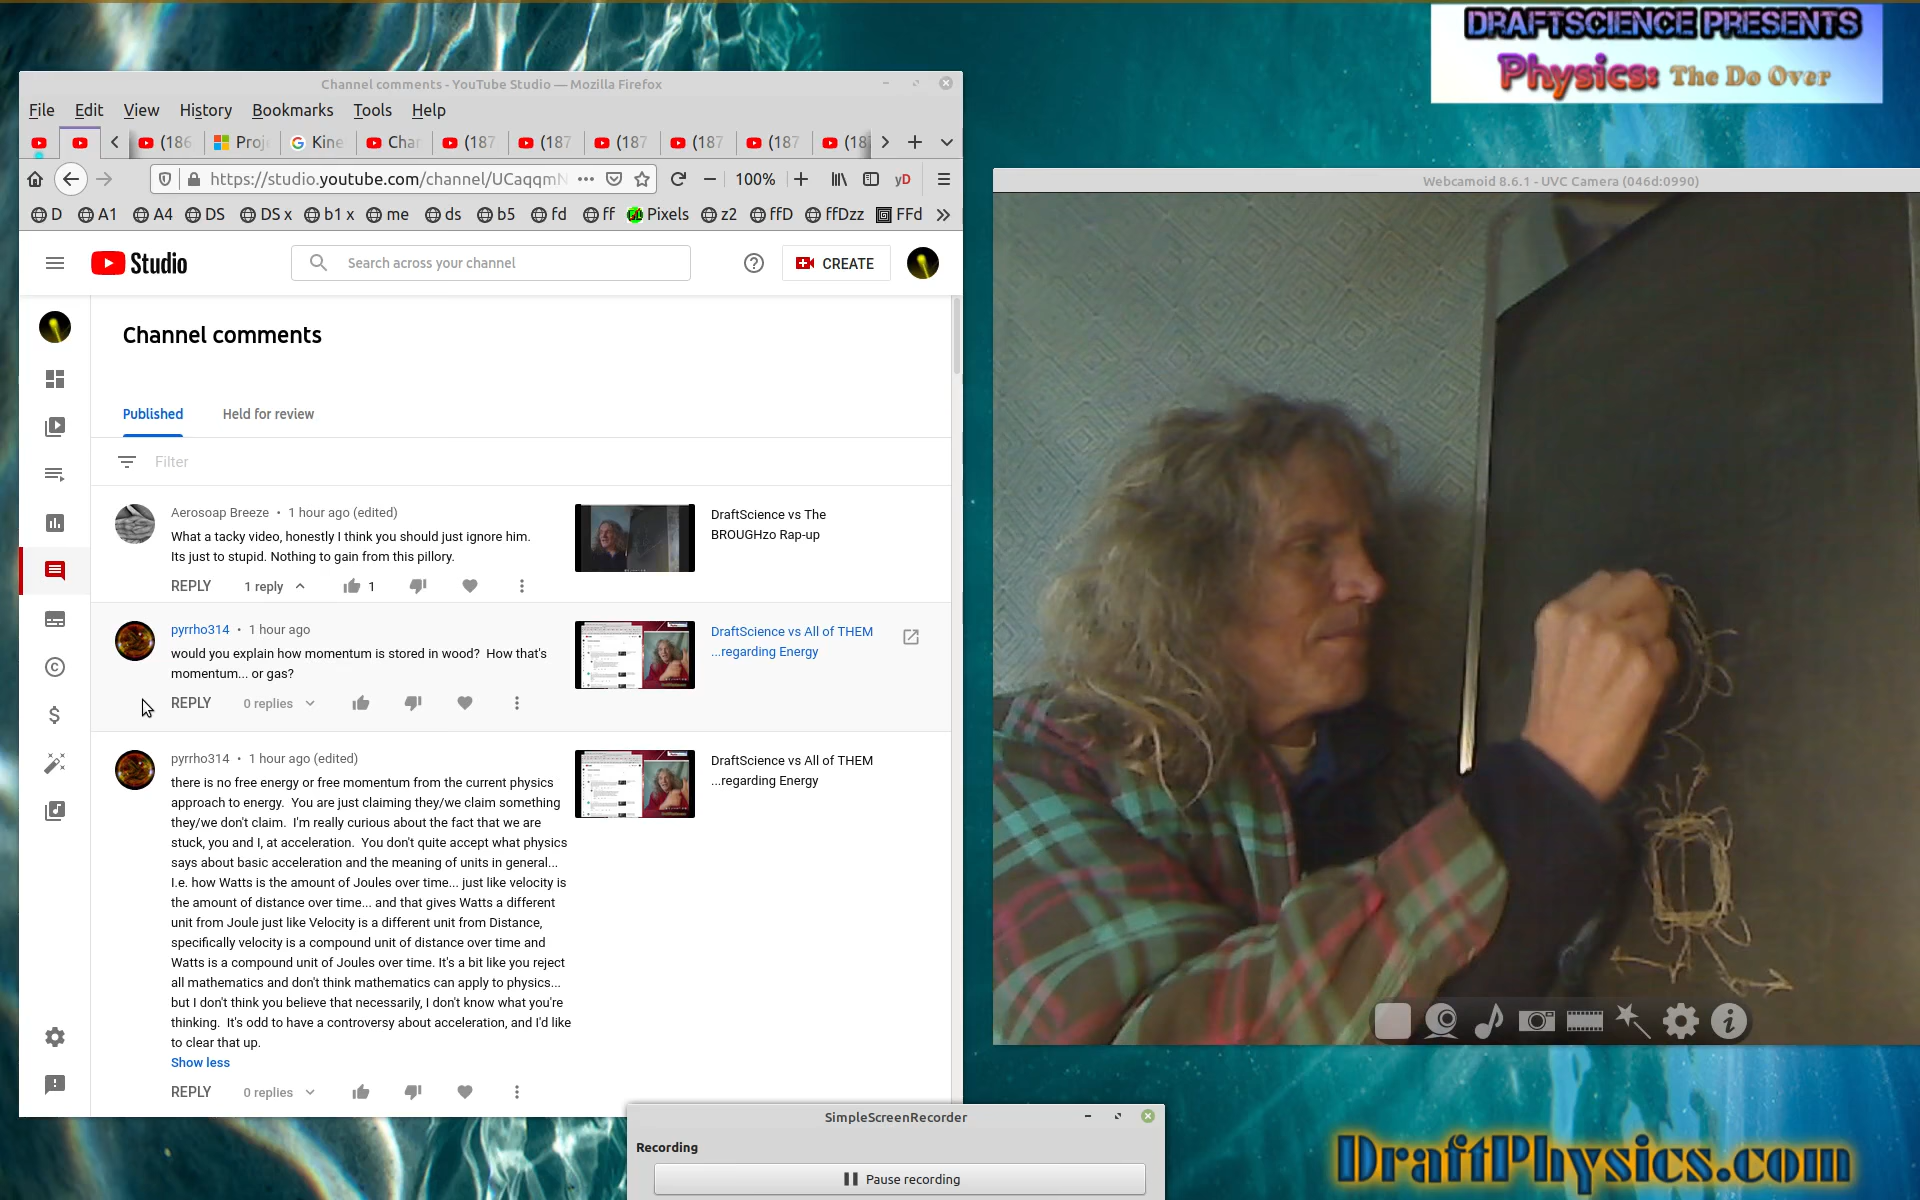 DRAFTSCIENCE PRESENTS
Physics: The Do Over
Channel comments - YouTube Studio — Mozilla Firefox
File Edit View History Bookmarks Tools Help
(186 Proj Kine Chan (187 (187 (187 (187 (187 (18
https://studio.youtube.com/channel/UCaqqmN 100% yD
D A1 A4 DS DS x b1 x me ds b5 fd ff Pixels z2 ffD ffDzz FFd
Studio
Search across your channel
CREATE
Channel comments
Published Held for review
Filter
Aerosoap Breeze • 1 hour ago (edited)
What a tacky video, honestly I think you should just ignore him.
Its just to stupid. Nothing to gain from this pillory.
REPLY 1 reply 1
DraftScience vs The
BROUGHzo Rap-up
pyrrho314 • 1 hour ago
would you explain how momentum is stored in wood? How that's
momentum... or gas?
REPLY 0 replies
DraftScience vs All of THEM
...regarding Energy
pyrrho314 • 1 hour ago (edited)
there is no free energy or free momentum from the current physics
approach to energy. You are just claiming they/we claim something
they/we don't claim. I'm really curious about the fact that we are
stuck, you and I, at acceleration. You don't quite accept what physics
says about basic acceleration and the meaning of units in general...
I.e. how Watts is the amount of Joules over time... just like velocity is
the amount of distance over time... and that gives Watts a different
unit from Joule just like Velocity is a different unit from Distance,
specifically velocity is a compound unit of distance over time and
Watts is a compound unit of Joules over time. It's a bit like you reject
all mathematics and don't think mathematics can apply to physics...
but I don't think you believe that necessarily, I don't know what you're
thinking. It's odd to have a controversy about acceleration, and I'd like
to clear that up.
Show less
REPLY 0 replies
DraftScience vs All of THEM
...regarding Energy
Webcamoid 8.6.1 - UVC Camera (046d:0990)
SimpleScreenRecorder
Recording
Pause recording
DraftPhysics.com